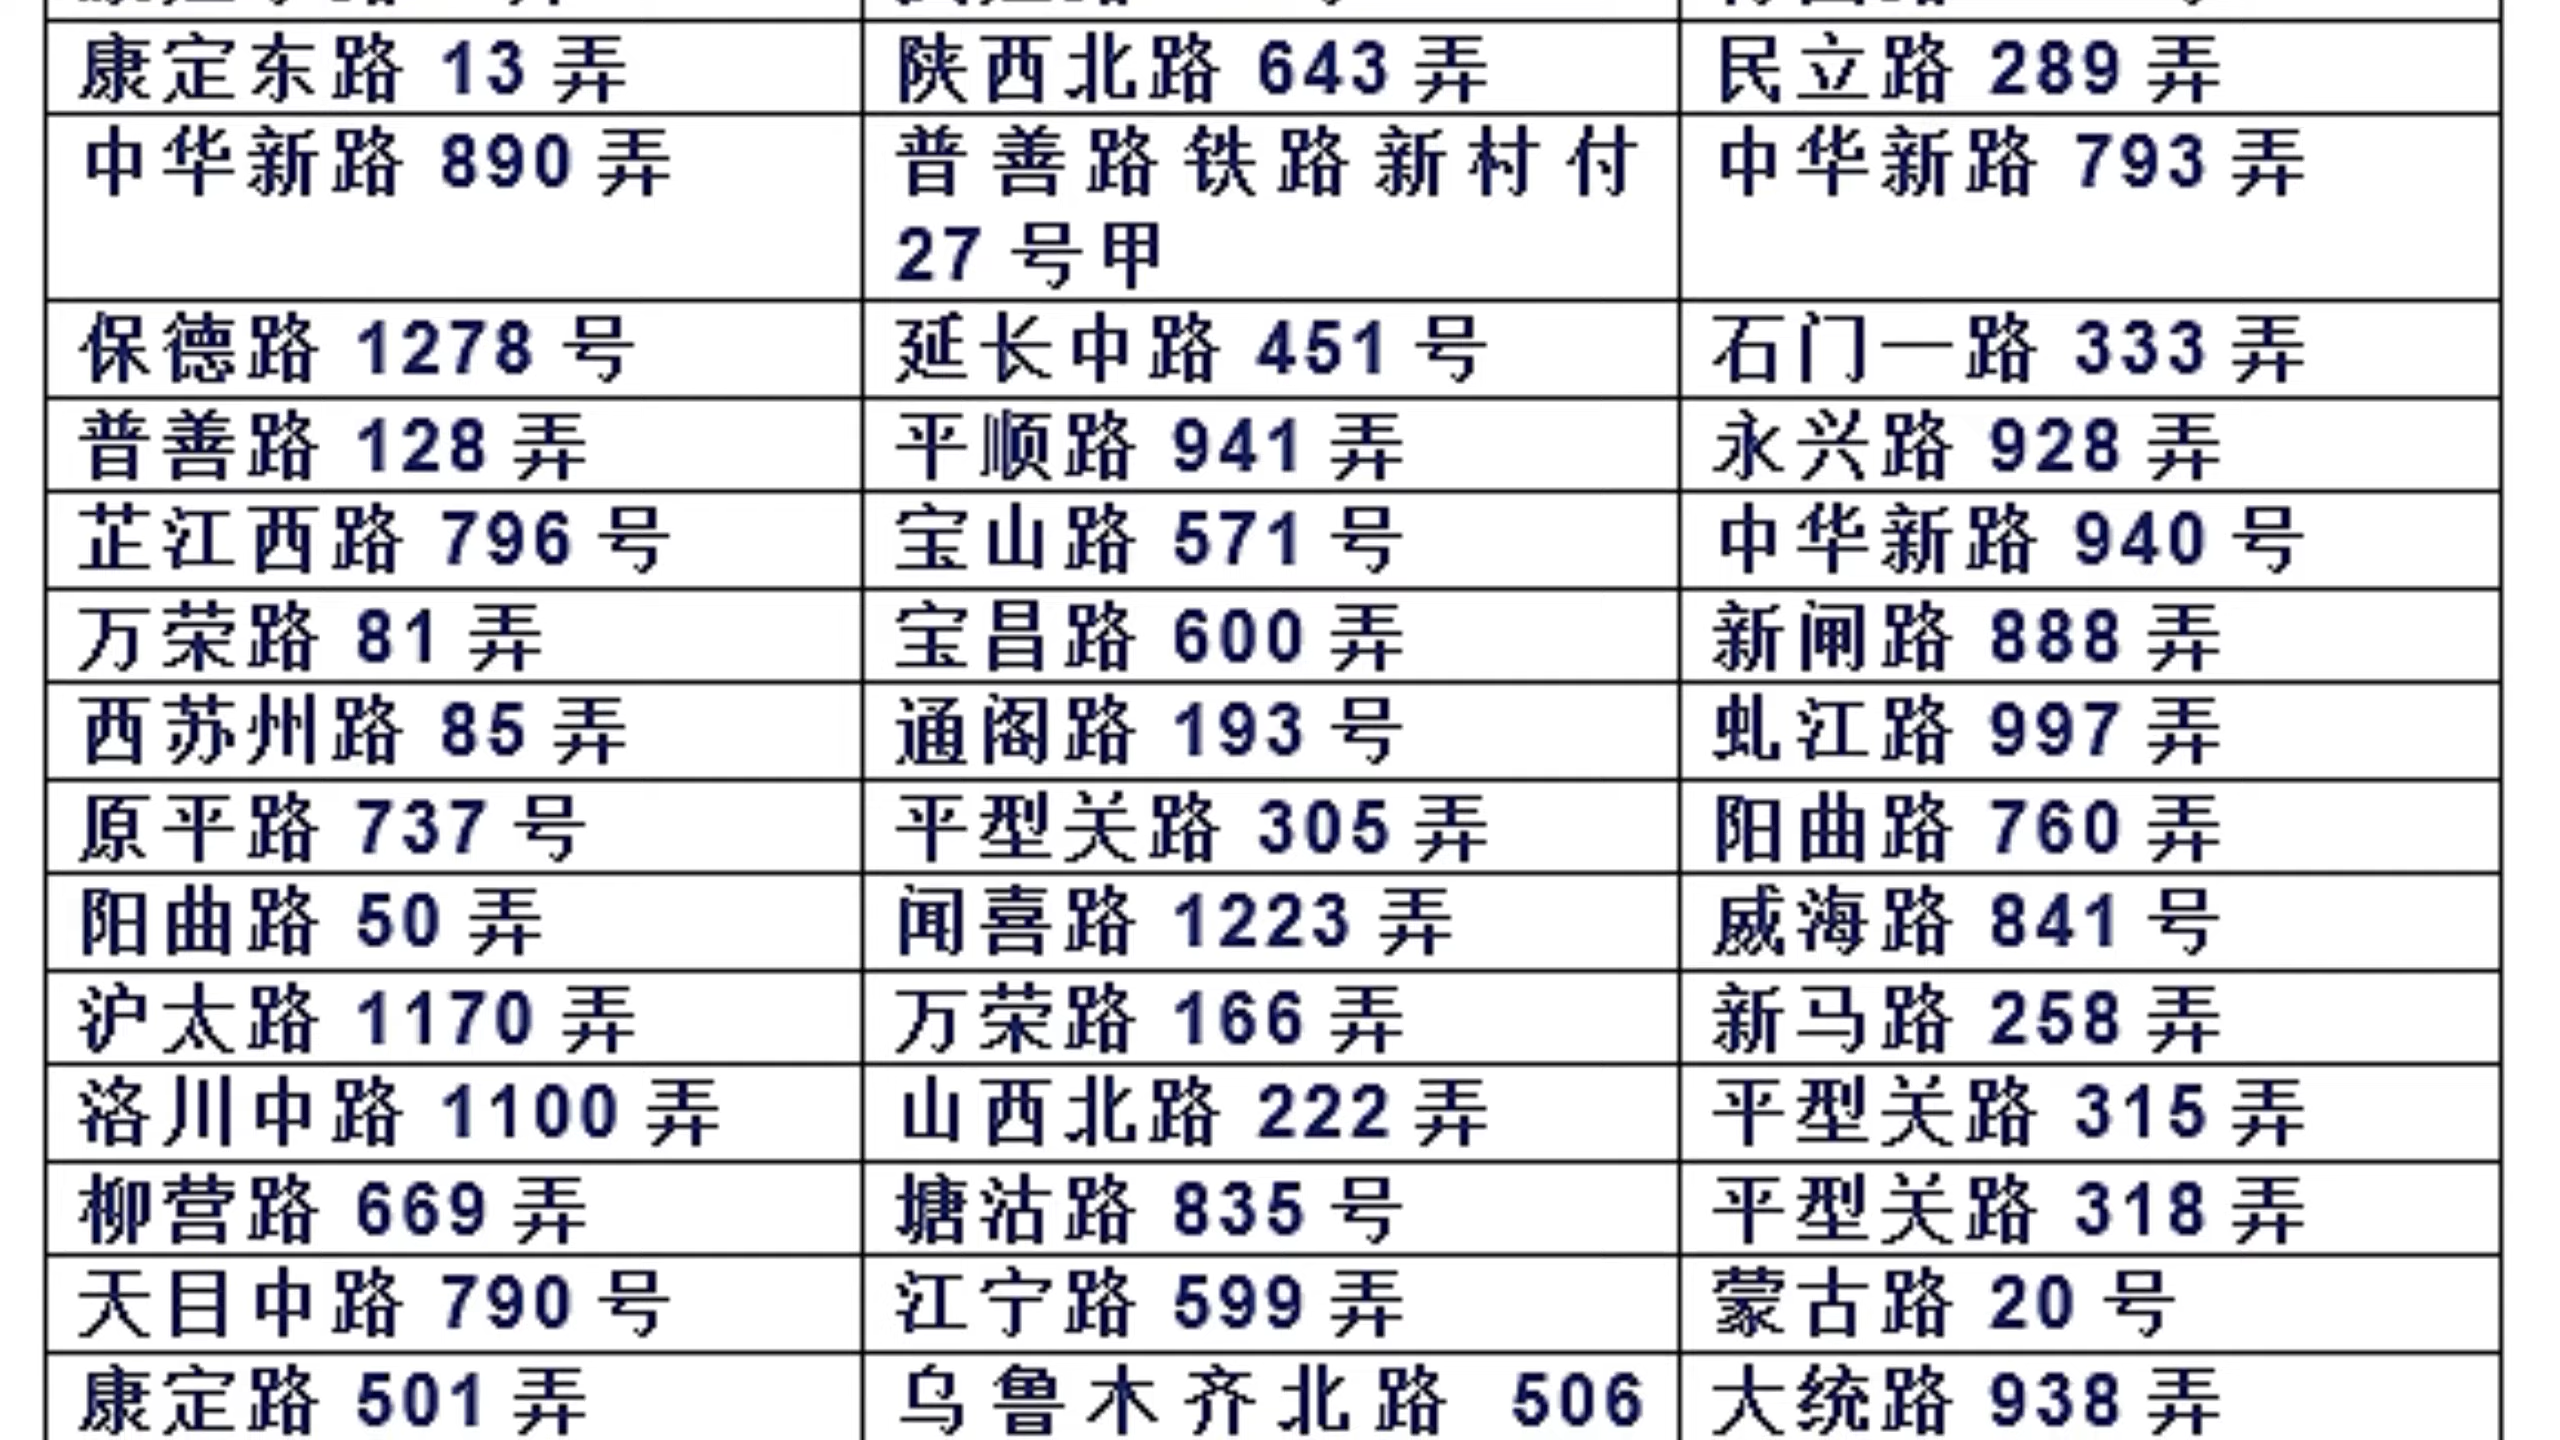 康定东路 13 弄
陕西北路 643 弄
民立路 289 弄
中华新路 890 弄
普善路铁路新村付
27 号甲
中华新路 793 弄
保德路 1278 号
延长中路 451 号
石门一路 333 弄
普善路 128 弄
平顺路 941 弄
永兴路 928 弄
芷江西路 796 号
宝山路 571 号
中华新路 940 号
万荣路 81 弄
宝昌路 600 弄
新闸路 888 弄
西苏州路 85 弄
通阁路 193 号
虬江路 997 弄
原平路 737 号
平型关路 305 弄
阳曲路 760 弄
阳曲路 50 弄
闻喜路 1223 弄
威海路 841 号
沪太路 1170 弄
万荣路 166 弄
新马路 258 弄
洛川中路 1100 弄
山西北路 222 弄
平型关路 315 弄
柳营路 669 弄
塘沽路 835 号
平型关路 318 弄
天目中路 790 号
江宁路 599 弄
蒙古路 20 号
康定路 501 弄
乌鲁木齐北路 506
大统路 938 弄